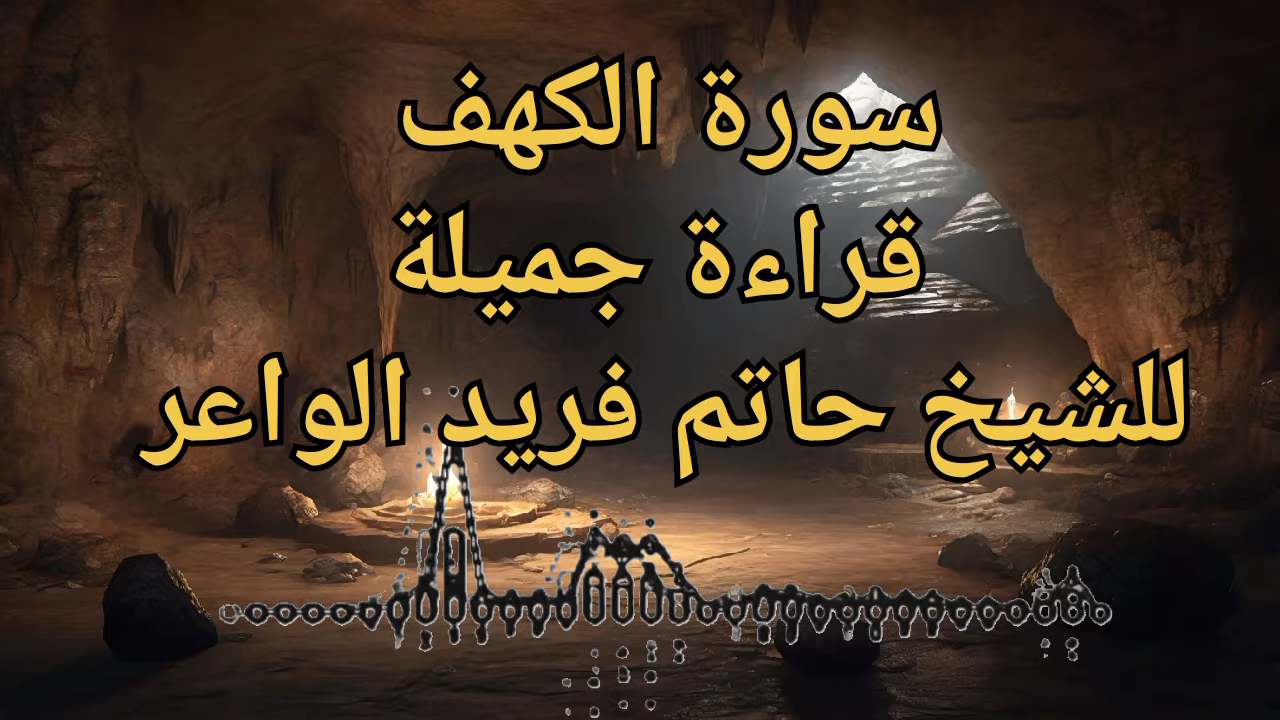 سورة الكهف
قراءة جميلة
للشيخ حاتم فريد الواعر